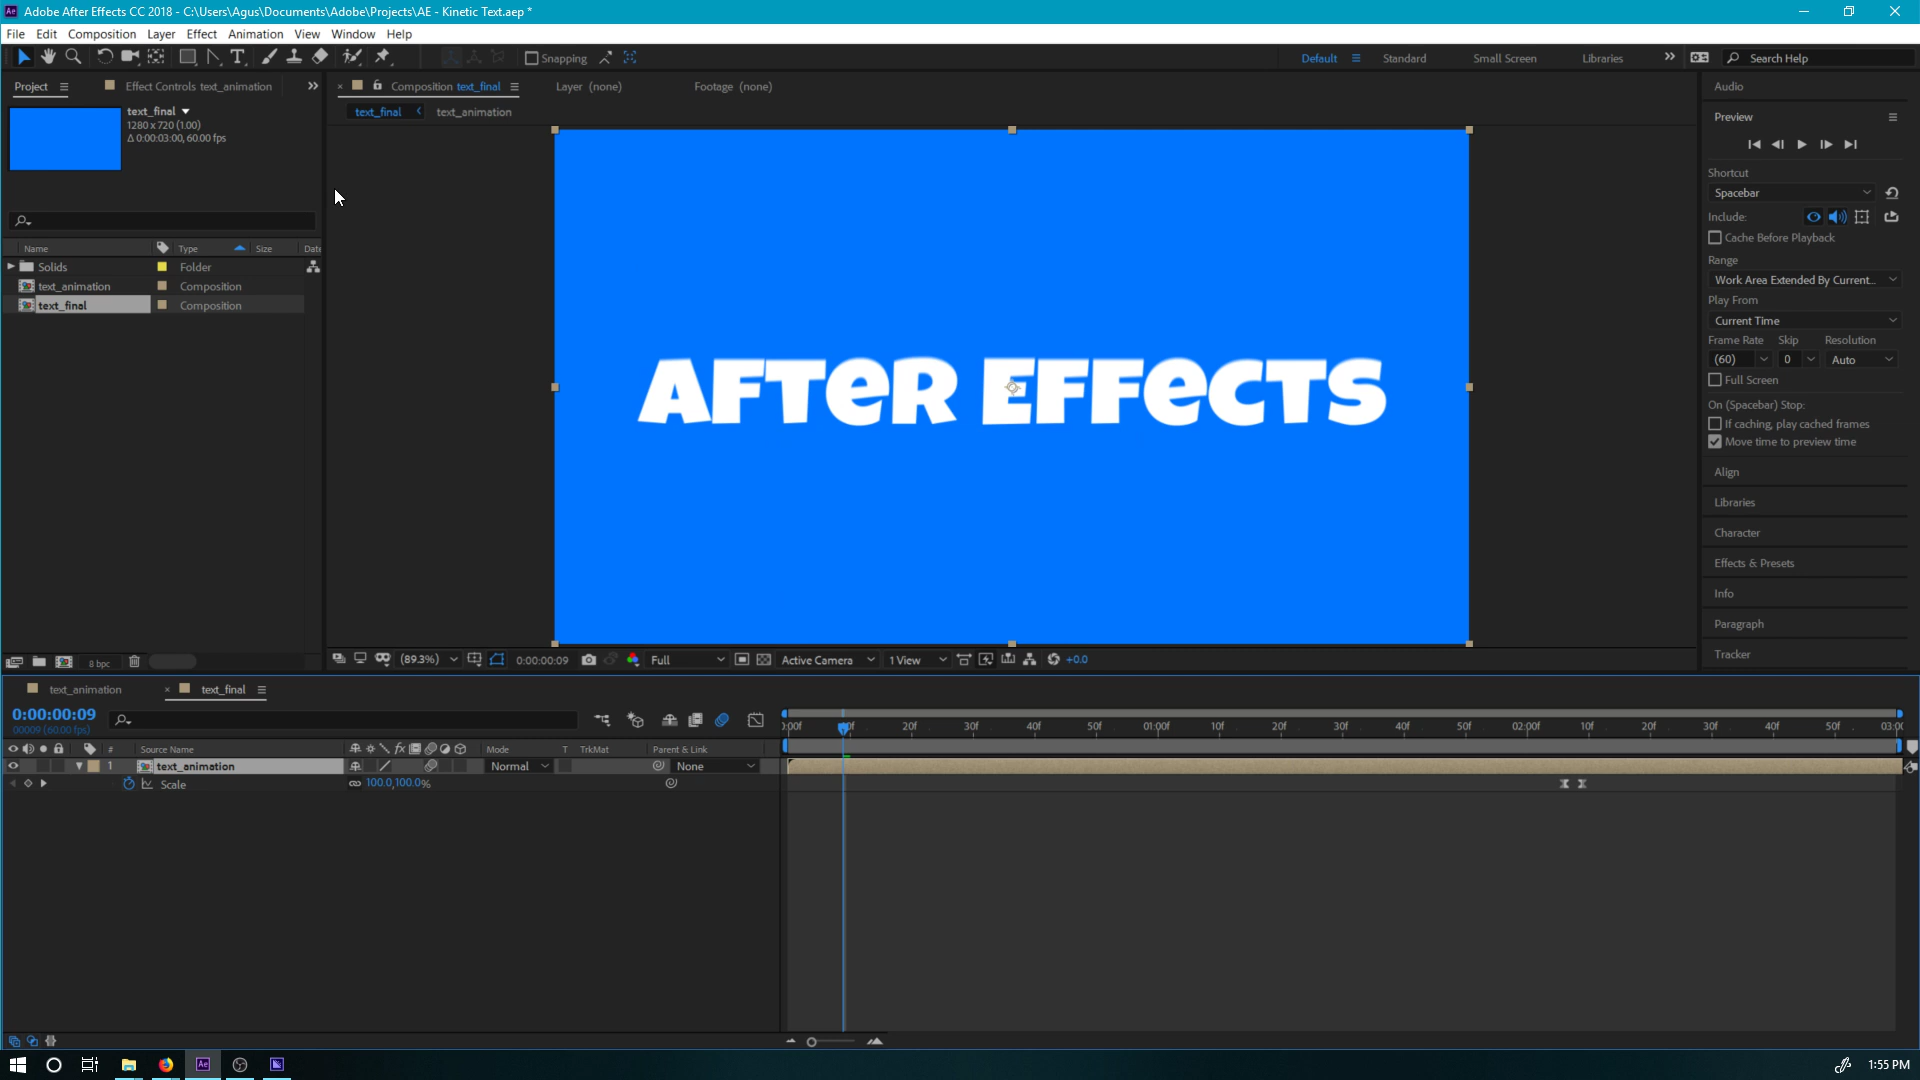 Adobe After Effects CC 2018 - C:\Users\Agus\Documents\Adobe\Projects\AE - Kinetic Text.aep *
File Edit Composition Layer Effect Animation View Window Help
Snapping
Default Standard Small Screen Libraries
Search Help
Project
Effect Controls text_animation
text_final
1280 x 720 (1.00)
Δ 0:00:03:00, 60.00 fps
Name Type Size Date
Solids Folder
text_animation Composition
text_final Composition
8 bpc
Composition text_final
Layer (none)
Footage (none)
text_final
text_animation
AFTER EFFECTS
(89.3%) 0:00:00:09 Full Active Camera 1 View +0.0
Audio
Preview
Shortcut
Spacebar
Include:
Cache Before Playback
Range
Work Area Extended By Current...
Play From
Current Time
Frame Rate Skip Resolution
(60) 0 Auto
Full Screen
On (Spacebar) Stop:
If caching, play cached frames
Move time to preview time
Align
Libraries
Character
Effects & Presets
Info
Paragraph
Tracker
text_animation
text_final
0:00:00:09
00009 (60.00 fps)
20f 30f 40f 50f 01:00f 10f 20f 30f 40f 50f 02:00f 10f 20f 30f 40f 50f
# Source Name Mode T TrkMat Parent & Link
1 text_animation Normal None
Scale 100.0,100.0%
1:55 PM